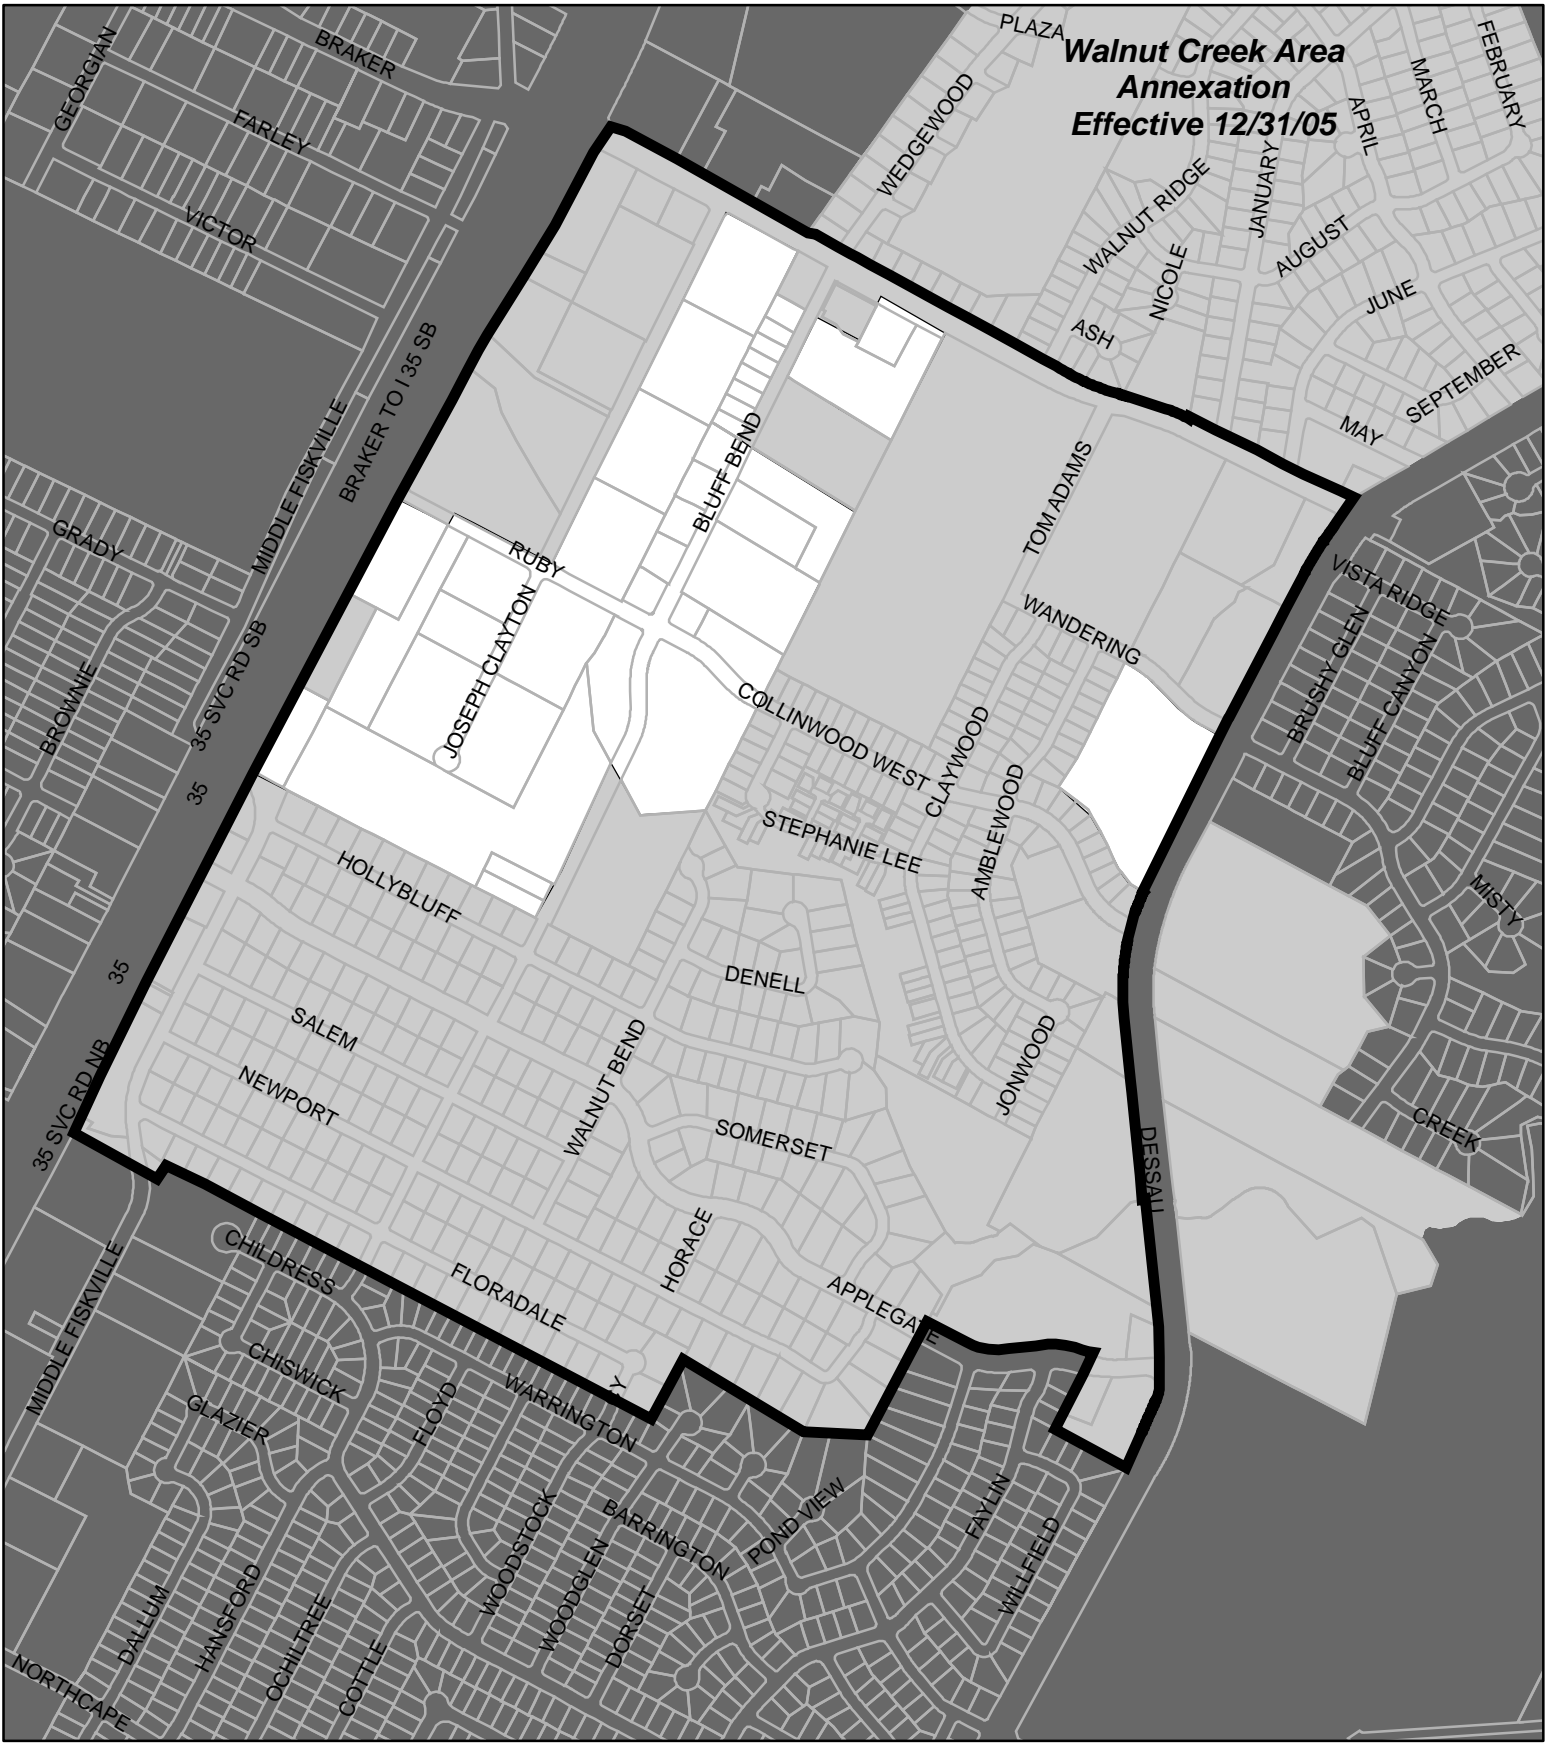 PLAZA
Walnut Creek Area
Annexation
Effective 12/31/05
FEBRUARY
MARCH
APRIL
GEORGIAN
BRAKER
FARLEY
VICTOR
WEDGEWOOD
WALNUT RIDGE
JANUARY
AUGUST
NICOLE
JUNE
ASH
SEPTEMBER
MAY
BRAKER TO I 35 SB
MIDDLE FISKVILLE
BLUFF BEND
TOM ADAMS
GRADY
RUBY
VISTA RIDGE
WANDERING
BRUSHY GLEN
BLUFF CANYON
JOSEPH CLAYTON
BROWNIE
35 SVC RD SB
COLLINWOOD WEST
CLAYWOOD
AMBLEWOOD
35
STEPHANIE LEE
HOLLYBLUFF
MISTY
35
DENELL
SALEM
WALNUT BEND
JONWOOD
NEWPORT
35 SVC RD NB
SOMERSET
CREEK
DESSAU
HORACE
CHILDRESS
FLORADALE
APPLEGATE
MIDDLE FISKVILLE
CHISWICK
GLAZIER
FLOYD
WARRINGTON
WOODSTOCK
BARRINGTON
POND VIEW
FAYLIN
WILLFIELD
WOODGLEN
DORSET
DALLUM
HANSFORD
OCHILTREE
COTTLE
NORTHCAPE